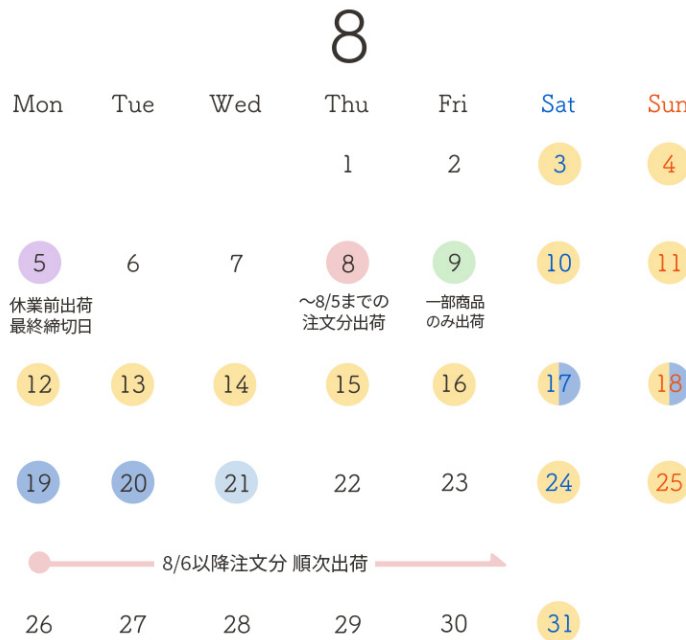 8
Mon Tue Wed Thu Fri Sat Sun
1 2 3 4
5 6 7 8 9 10 11
休業前出荷
最終締切日
～8/5までの
注文分出荷
一部商品
のみ出荷
12 13 14 15 16 17 18
19 20 21 22 23 24 25
8/6以降注文分 順次出荷
26 27 28 29 30 31